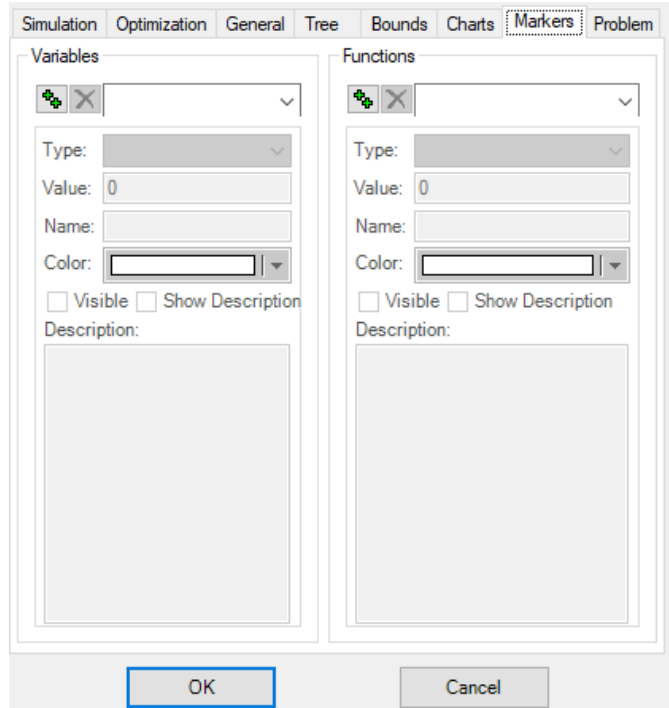 Simulation Optimization General Tree Bounds Charts Markers Problem
Variables
Functions
Type:
Value: 0
Name:
Color:
Visible Show Description
Description:
Type:
Value: 0
Name:
Color:
Visible Show Description
Description:
OK Cancel